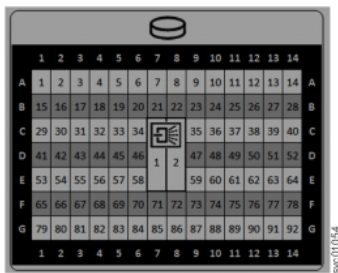 1 2 3 4 5 6 7 8 9 10 11 12 13 14
A 1 2 3 4 5 6 7 8 9 10 11 12 13 14 A
B 15 16 17 18 19 20 21 22 23 24 25 26 27 28 B
C 29 30 31 32 33 34 35 36 37 38 39 40 C
D 41 42 43 44 45 46 1 2 47 48 49 50 51 52 D
E 53 54 55 56 57 58 59 60 61 62 63 64 E
F 65 66 67 68 69 70 71 72 73 74 75 76 77 78 F
G 79 80 81 82 83 84 85 86 87 88 89 90 91 92 G
1 2 3 4 5 6 7 8 9 10 11 12 13 14
svc01054